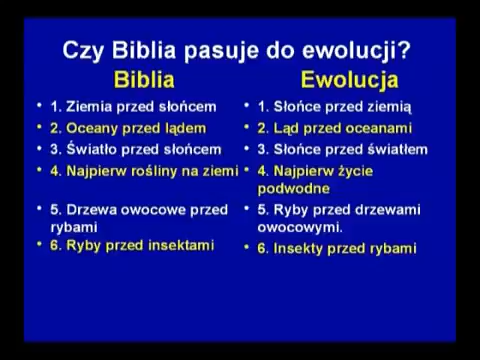 Czy Biblia pasuje do ewolucji?
Biblia
• 1. Ziemia przed słońcem
• 2. Oceany przed lądem
• 3. Światło przed słońcem
• 4. Najpierw rośliny na ziemi
• 5. Drzewa owocowe przed
rybami
• 6. Ryby przed insektami
Ewolucja
• 1. Słońce przed ziemią
• 2. Ląd przed oceanami
• 3. Słońce przed światłem
• 4. Najpierw życie
podwodne
• 5. Ryby przed drzewami
owocowymi.
• 6. Insekty przed rybami